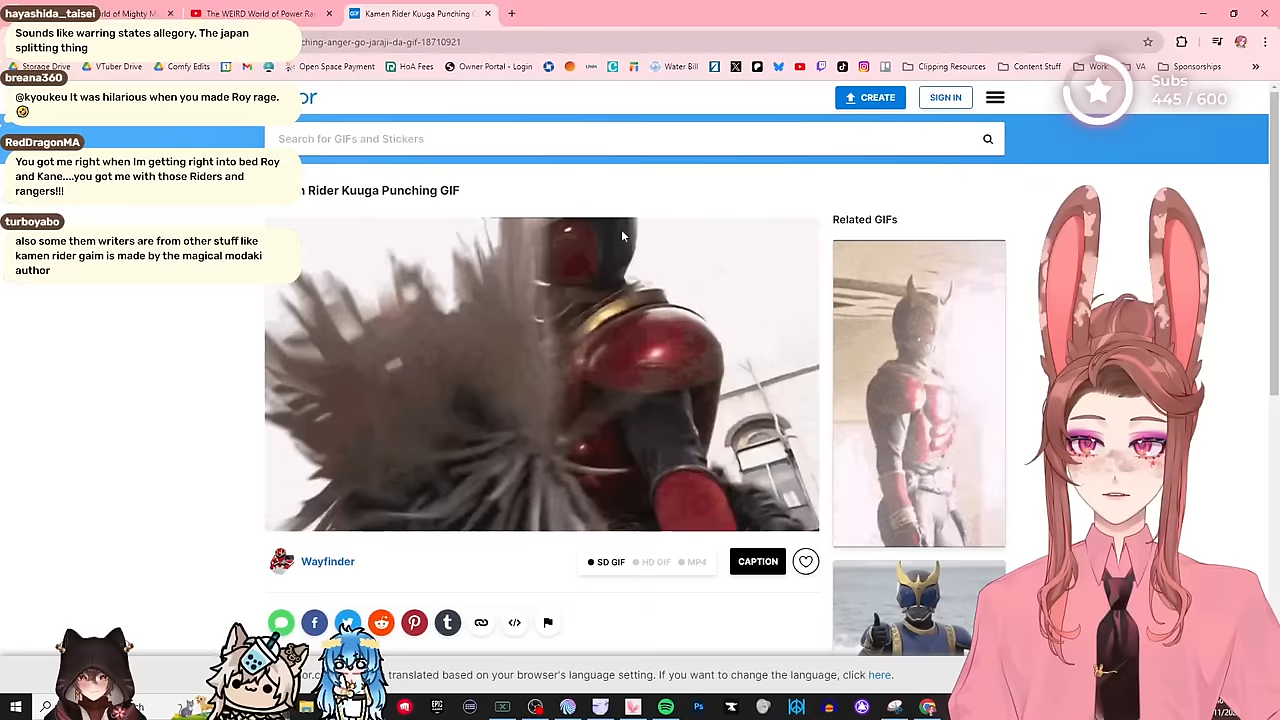 hayashida_taisei
Sounds like warring states allegory. The japan
splitting thing
breana360
@kyoukeu It was hilarious when you made Roy rage.
RedDragonMA
You got me right when Im getting right into bed Roy
and Kane....you got me with those Riders and
rangers!!!
turboyabo
also some them writers are from other stuff like
kamen rider gaim is made by the magical modaki
author
of Mighty M
The WEIRD World of Power Ran
GIF
Kamen Rider Kuuga Punching G
ching-anger-go-jaraji-da-gif-18710921
Storage Drive
VTuber Drive
Comfy Edits
Open Space Payment
HoA Fees
Owner Portal - Login
Water Bill
Clipping Resources
Content Stuff
Work
VA
Sponsorships
or
CREATE
SIGN IN
Subs
445 / 600
Search for GIFs and Stickers
Rider Kuuga Punching GIF
Related GIFs
Wayfinder
SD GIF
HD GIF
MP4
CAPTION
trated based on your browser's language setting. If you want to change the language, click here.